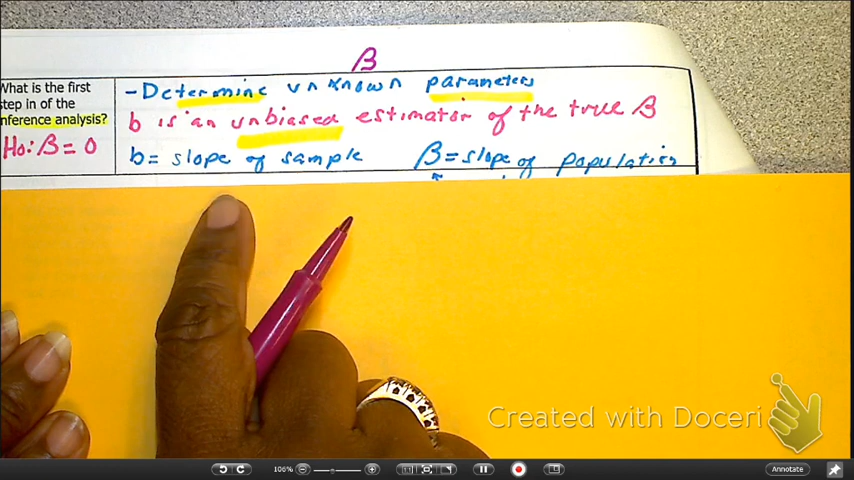 β
What is the first
step in of the
inference analysis?
Ho: β = 0
- Determine unknown parameters
b is an unbiased estimator of the true β
b = slope of sample β = slope of population
Created with Doceri
106%
Annotate